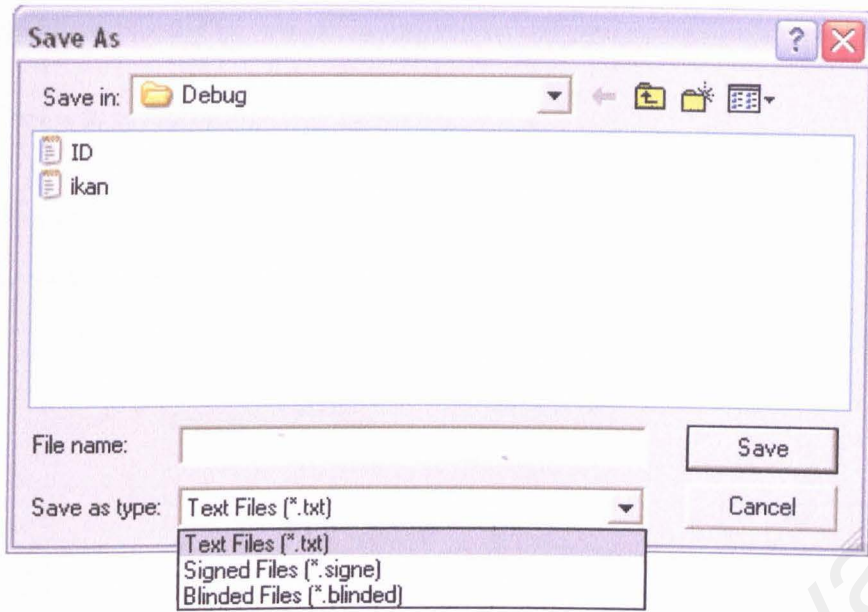 Save As
Save in: Debug
ID
ikan
File name:
Save
Save as type: Text Files (*.txt)
Cancel
Text Files (*.txt)
Signed Files (*.signe)
Blinded Files (*.blinded)